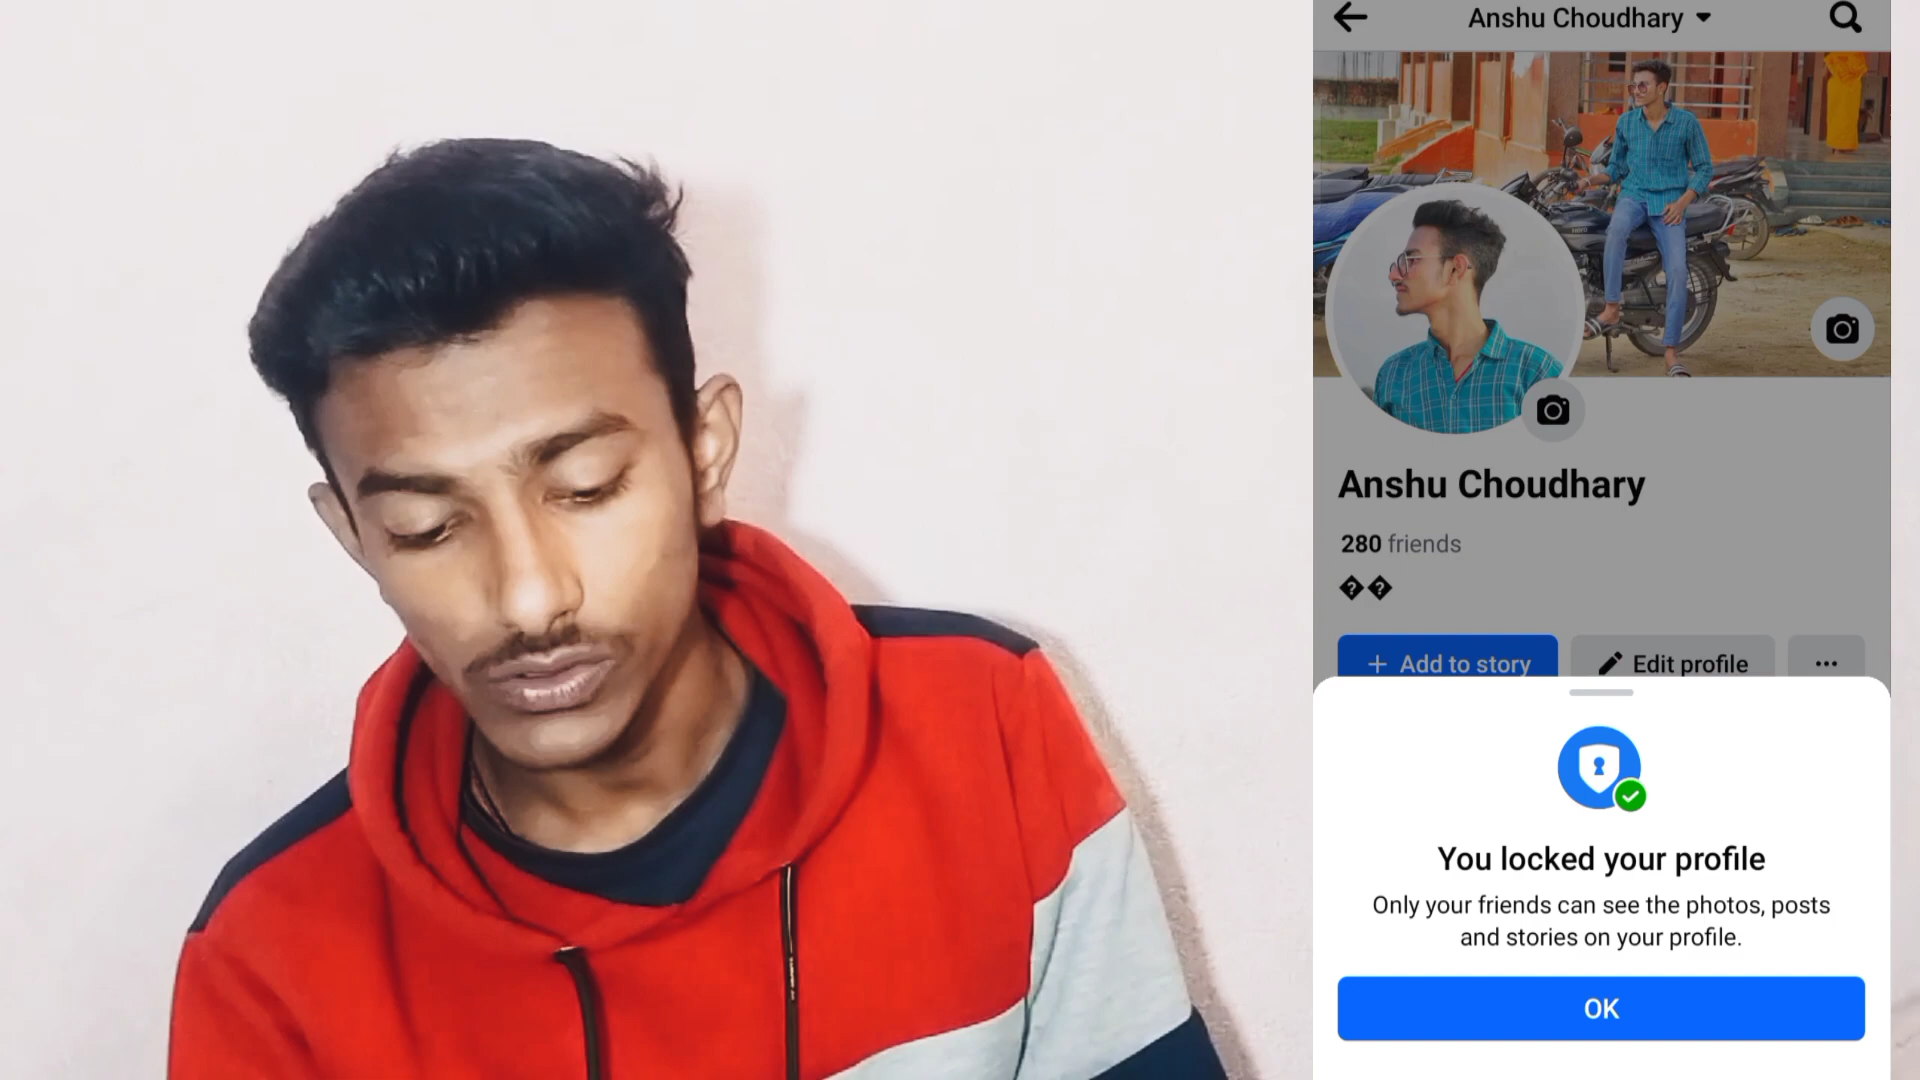 Anshu Choudhary
Anshu Choudhary
280 friends
��
+ Add to story
Edit profile
...
You locked your profile
Only your friends can see the photos, posts
and stories on your profile.
OK